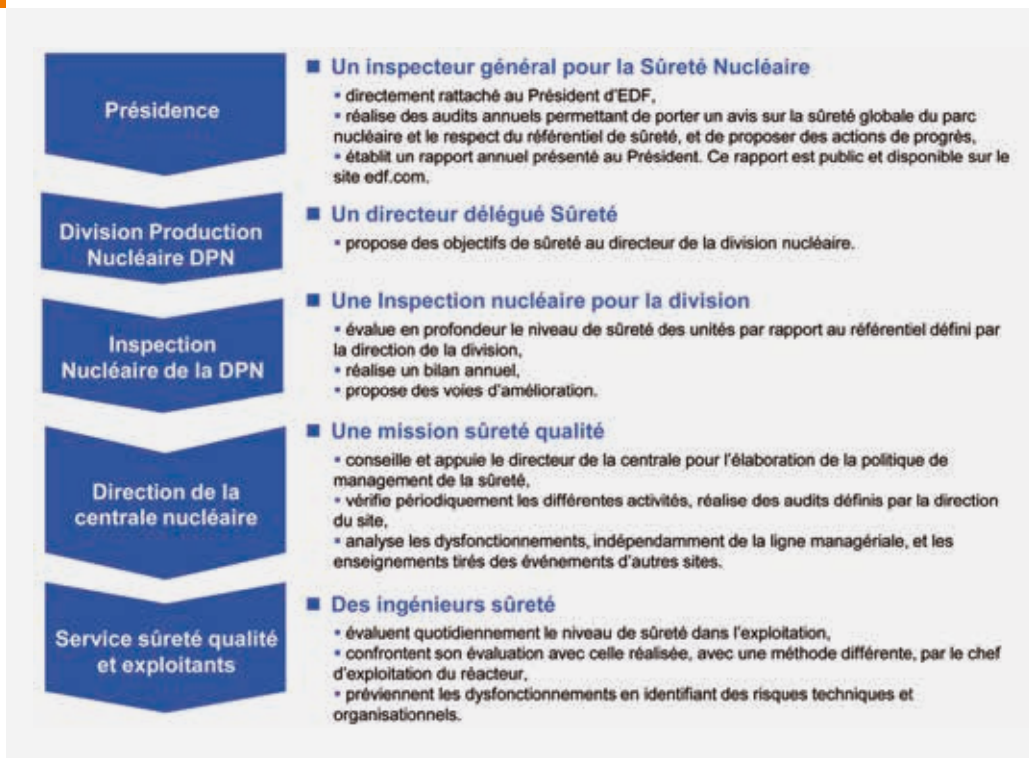 Présidence
■ Un inspecteur général pour la Sûreté Nucléaire
▪ directement rattaché au Président d'EDF,
▪ réalise des audits annuels permettant de porter un avis sur la sûreté globale du parc
nucléaire et le respect du référentiel de sûreté, et de proposer des actions de progrès,
▪ établit un rapport annuel présenté au Président. Ce rapport est public et disponible sur le
site edf.com.
Division Production
Nucléaire DPN
■ Un directeur délégué Sûreté
▪ propose des objectifs de sûreté au directeur de la division nucléaire.
Inspection
Nucléaire de la DPN
■ Une Inspection nucléaire pour la division
▪ évalue en profondeur le niveau de sûreté des unités par rapport au référentiel défini par
la direction de la division,
▪ réalise un bilan annuel,
▪ propose des voies d'amélioration.
Direction de la
centrale nucléaire
■ Une mission sûreté qualité
▪ conseille et appuie le directeur de la centrale pour l'élaboration de la politique de
management de la sûreté,
▪ vérifie périodiquement les différentes activités, réalise des audits définis par la direction
du site,
▪ analyse les dysfonctionnements, indépendamment de la ligne managériale, et les
enseignements tirés des événements d'autres sites.
Service sûreté qualité
et exploitants
■ Des ingénieurs sûreté
▪ évaluent quotidiennement le niveau de sûreté dans l'exploitation,
▪ confrontent son évaluation avec celle réalisée, avec une méthode différente, par le chef
d'exploitation du réacteur,
▪ préviennent les dysfonctionnements en identifiant des risques techniques et
organisationnels.